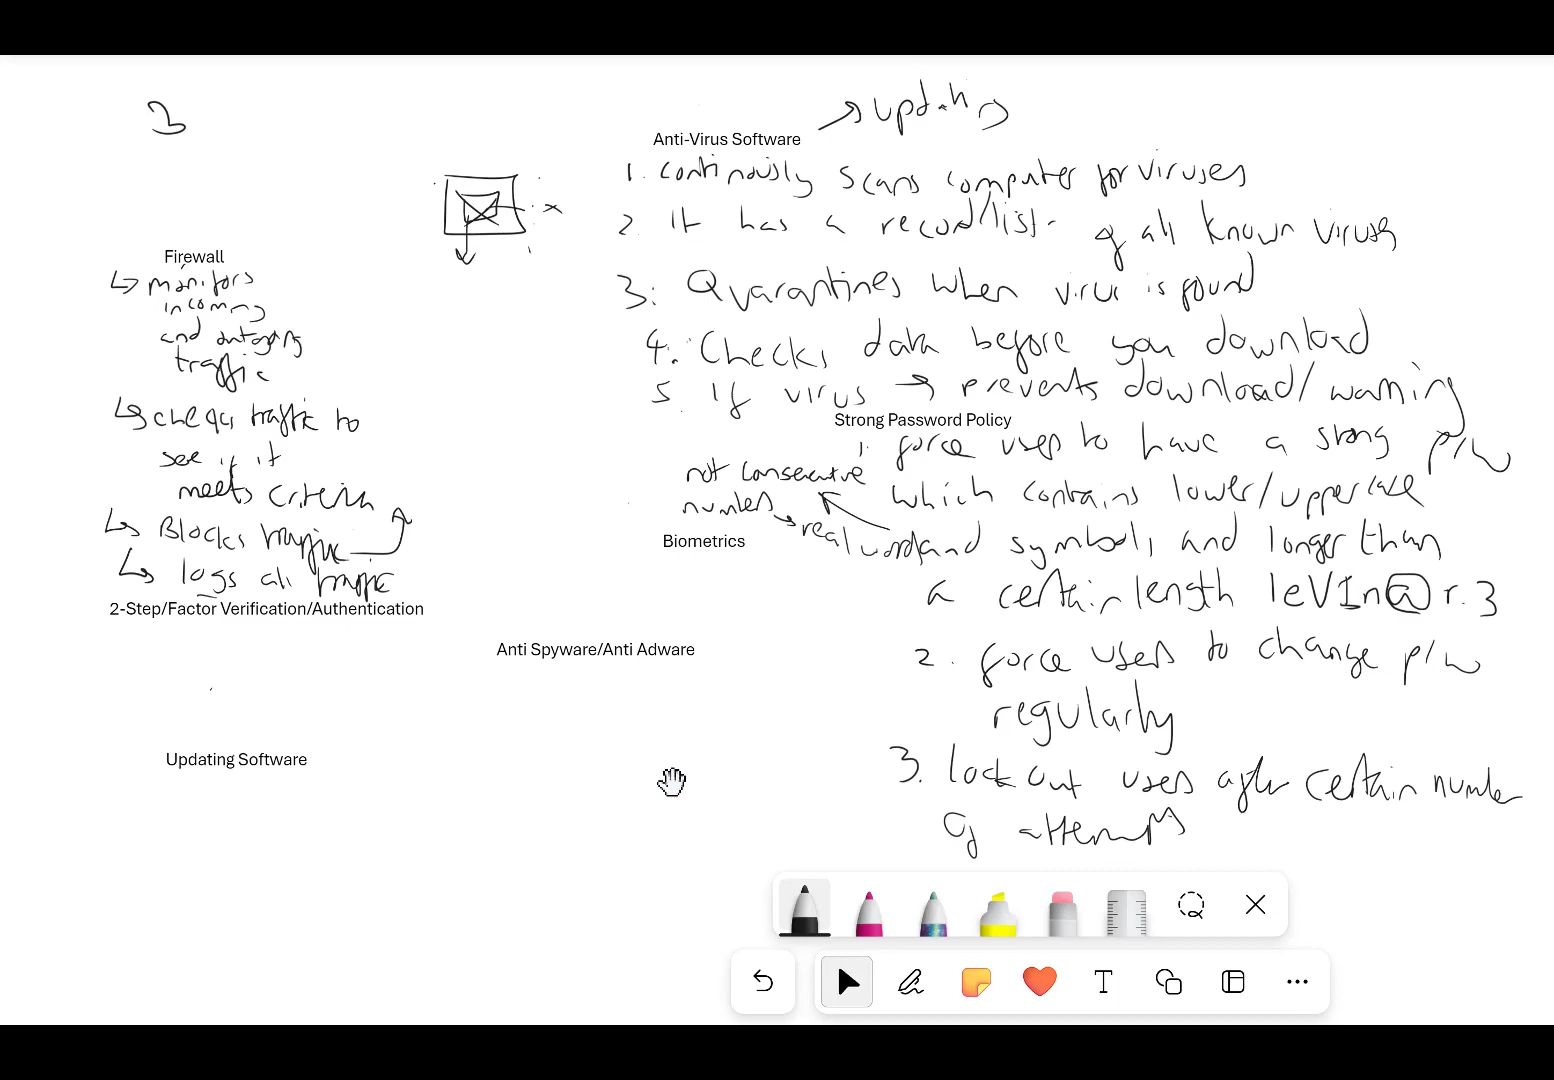 2
Anti-Virus Software → updating
1. continously scans computer for viruses
2. It has a record/list of all known viruses
3. Quarantines when virus is found
4. Checks data before you download
5. If virus → prevents download/warning
Firewall
↳ monitors
incoming
and outgoing
traffic
↳ checks traffic to
see if it
meets criteria
↳ Blocks traffic
↳ logs all traffic
Strong Password Policy
1. force users to have a strong p/w
which contains lower/uppercase
and symbols, and longer than
a certain length leVIn@r.3
not consecutive
numbers
→ real word
2. force users to change p/w
regularly
3. lock out users after certain number
of attempts
Biometrics
2-Step/Factor Verification/Authentication
Anti Spyware/Anti Adware
Updating Software